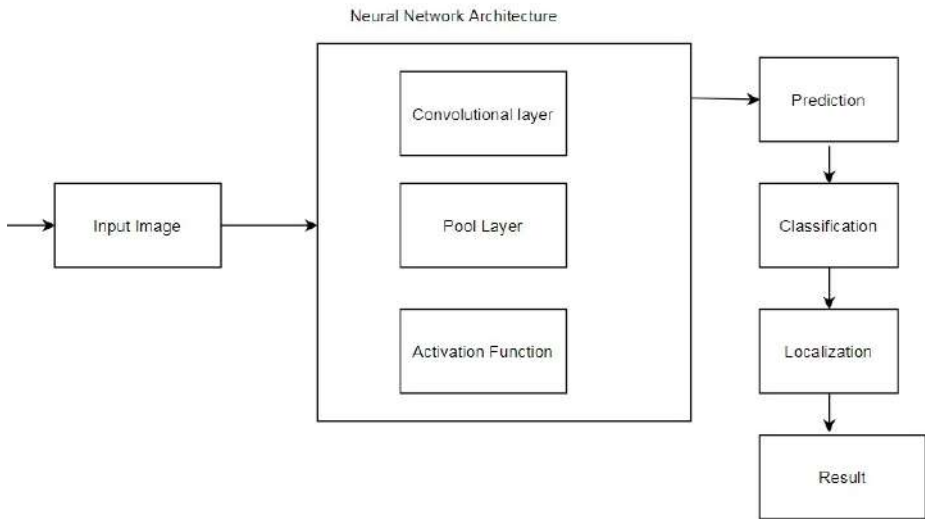 Neural Network Architecture
Convolutional layer
Prediction
Input Image
Pool Layer
Classification
Activation Function
Localization
Result